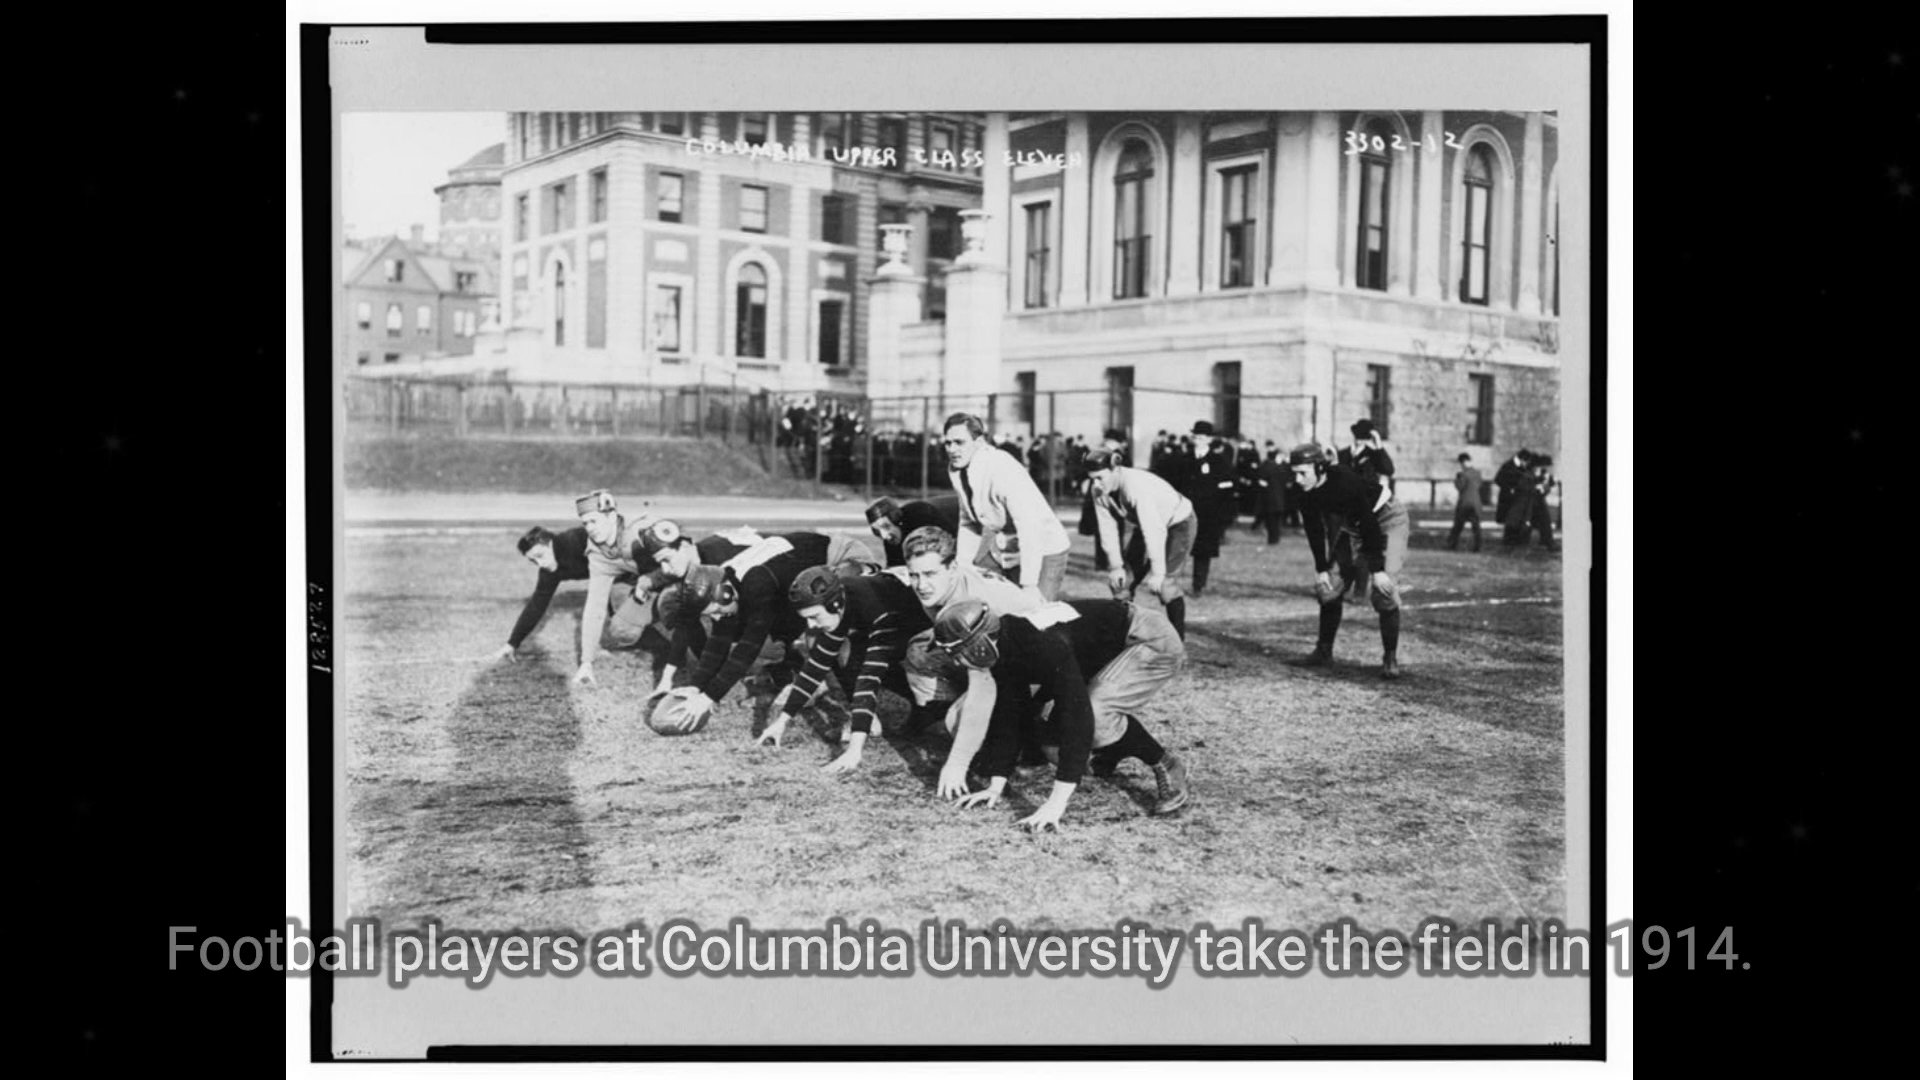 COLUMBIA UPPER CLASS ELEVEN
3302-12
Football players at Columbia University take the field in 1914.